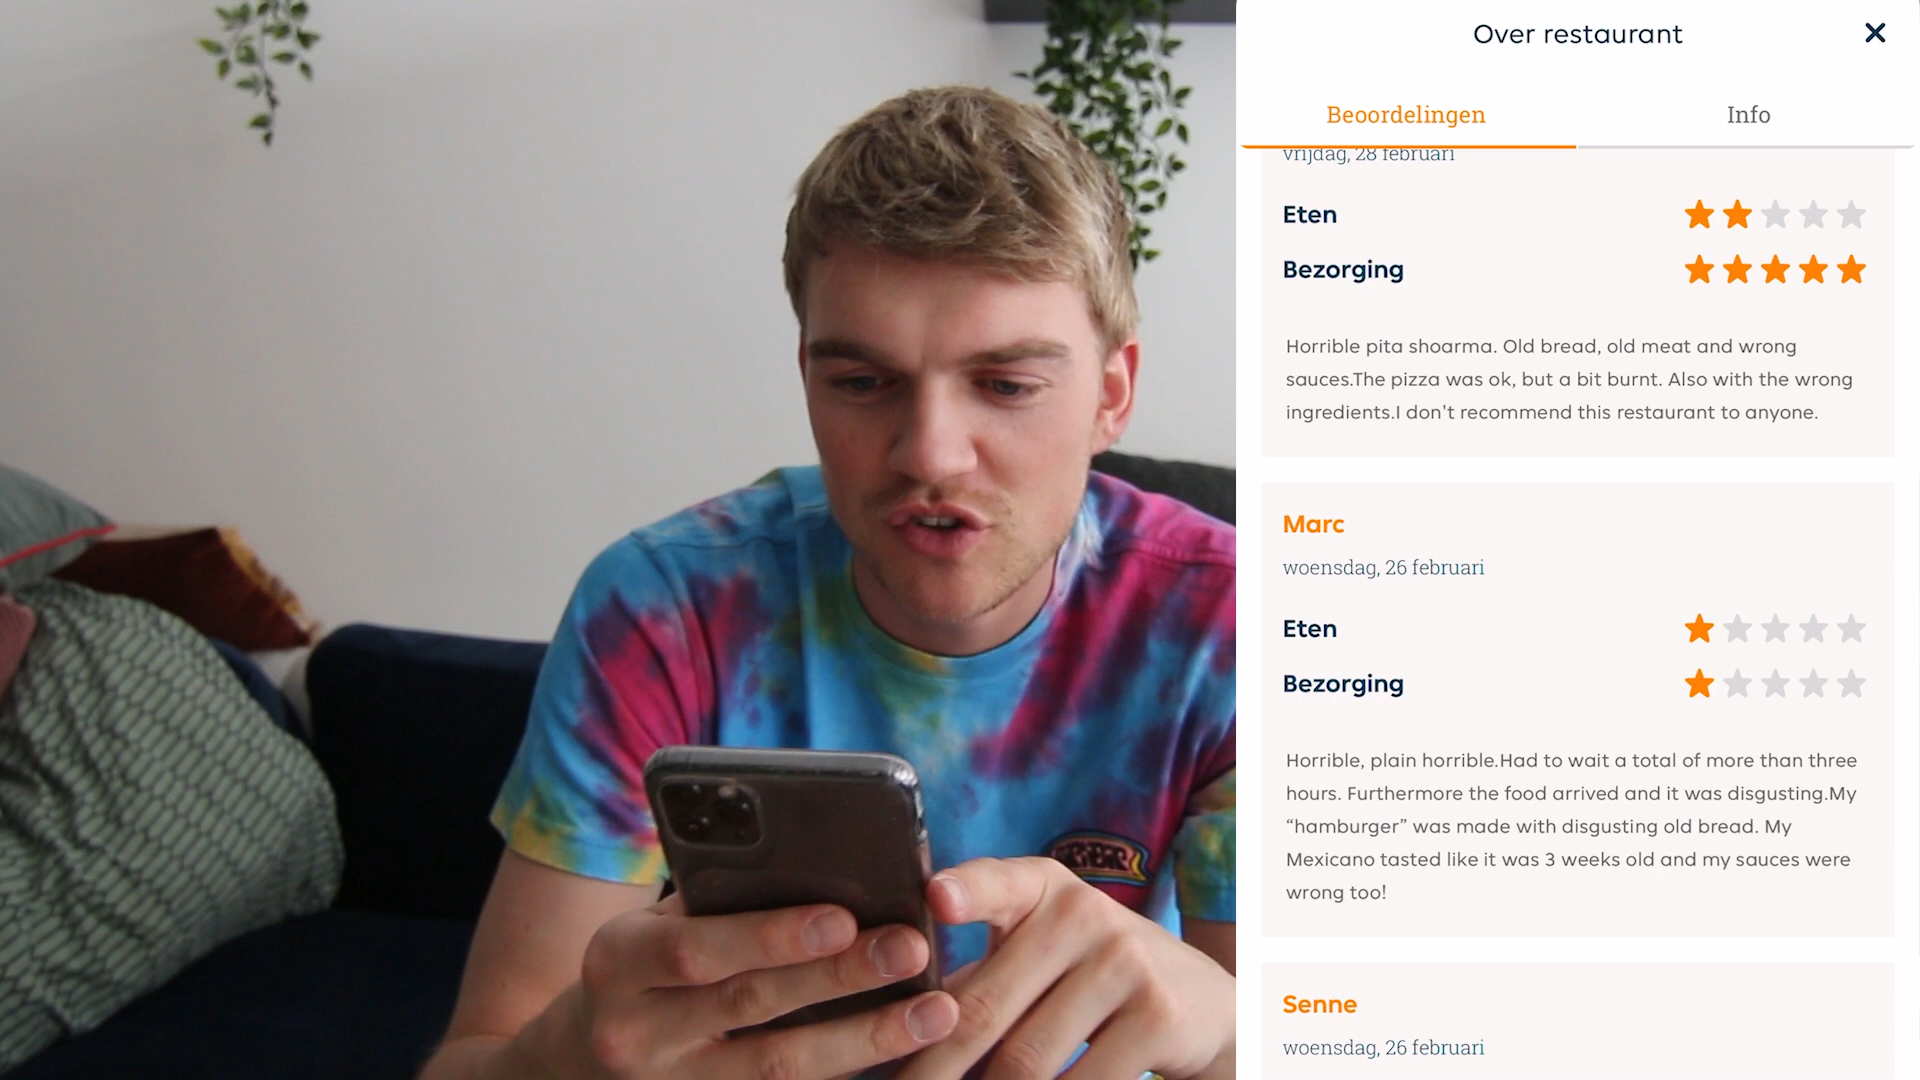 Over restaurant
Beoordelingen
Info
vrijdag, 28 februari
Eten
Bezorging
Horrible pita shoarma. Old bread, old meat and wrong
sauces.The pizza was ok, but a bit burnt. Also with the wrong
ingredients.I don't recommend this restaurant to anyone.
Marc
woensdag, 26 februari
Eten
Bezorging
Horrible, plain horrible.Had to wait a total of more than three
hours. Furthermore the food arrived and it was disgusting.My
“hamburger” was made with disgusting old bread. My
Mexicano tasted like it was 3 weeks old and my sauces were
wrong too!
Senne
woensdag, 26 februari